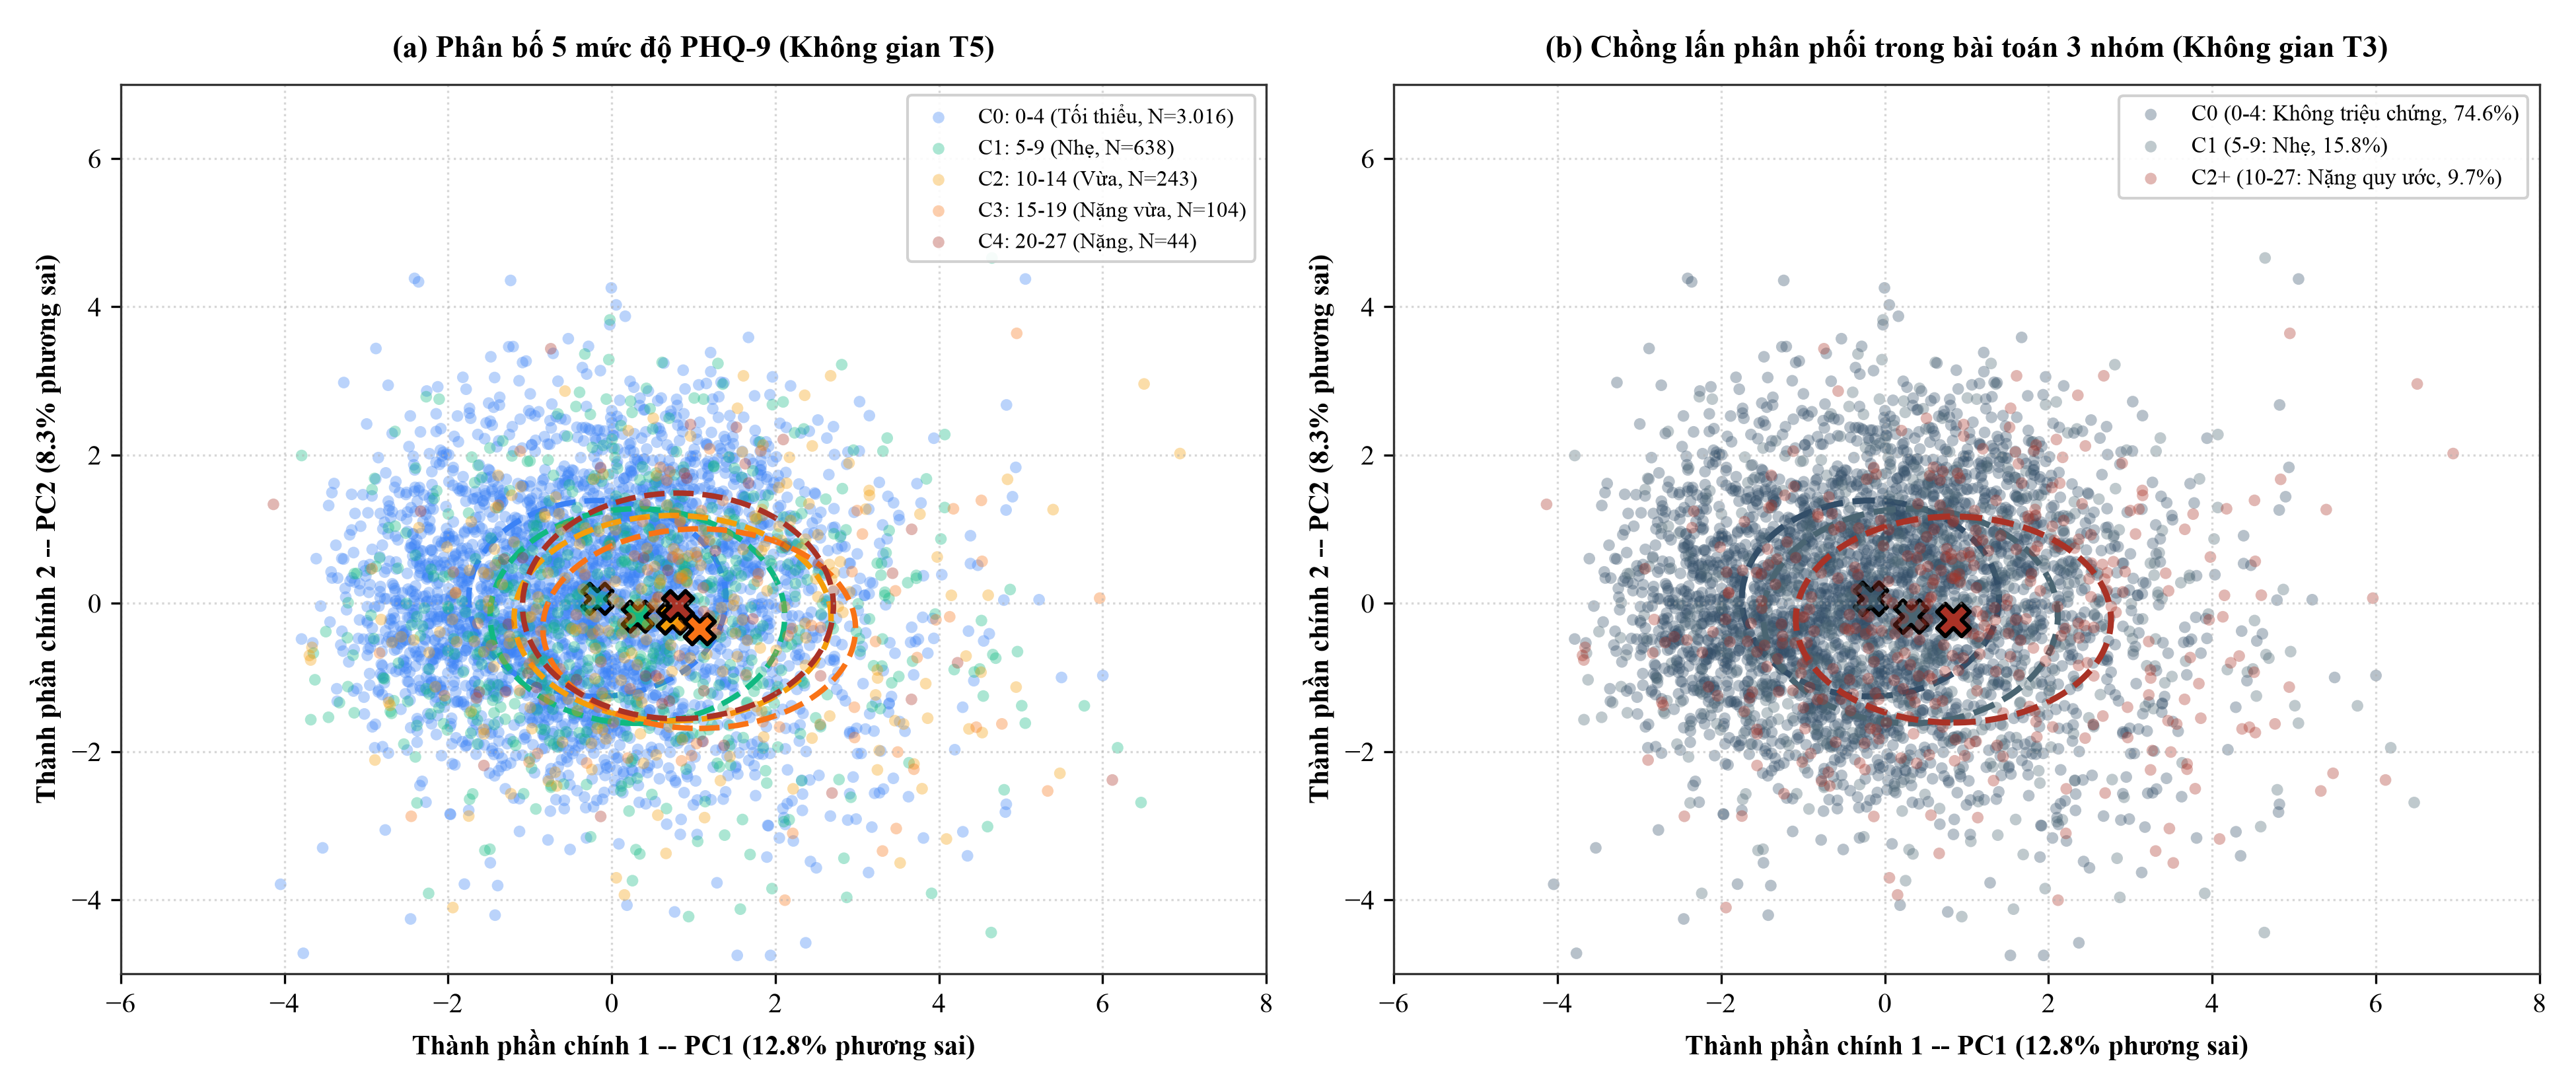 (a) Phân bố 5 mức độ PHQ-9 (Không gian T5)
C0: 0-4 (Tối thiểu, N=3.016)
C1: 5-9 (Nhẹ, N=638)
C2: 10-14 (Vừa, N=243)
C3: 15-19 (Nặng vừa, N=104)
C4: 20-27 (Nặng, N=44)
Thành phần chính 2 -- PC2 (8.3% phương sai)
6
4
2
0
−2
−4
−6
−4
−2
0
2
4
6
8
Thành phần chính 1 -- PC1 (12.8% phương sai)
(b) Chồng lấn phân phối trong bài toán 3 nhóm (Không gian T3)
C0 (0-4: Không triệu chứng, 74.6%)
C1 (5-9: Nhẹ, 15.8%)
C2+ (10-27: Nặng quy ước, 9.7%)
Thành phần chính 2 -- PC2 (8.3% phương sai)
6
4
2
0
−2
−4
−6
−4
−2
0
2
4
6
8
Thành phần chính 1 -- PC1 (12.8% phương sai)